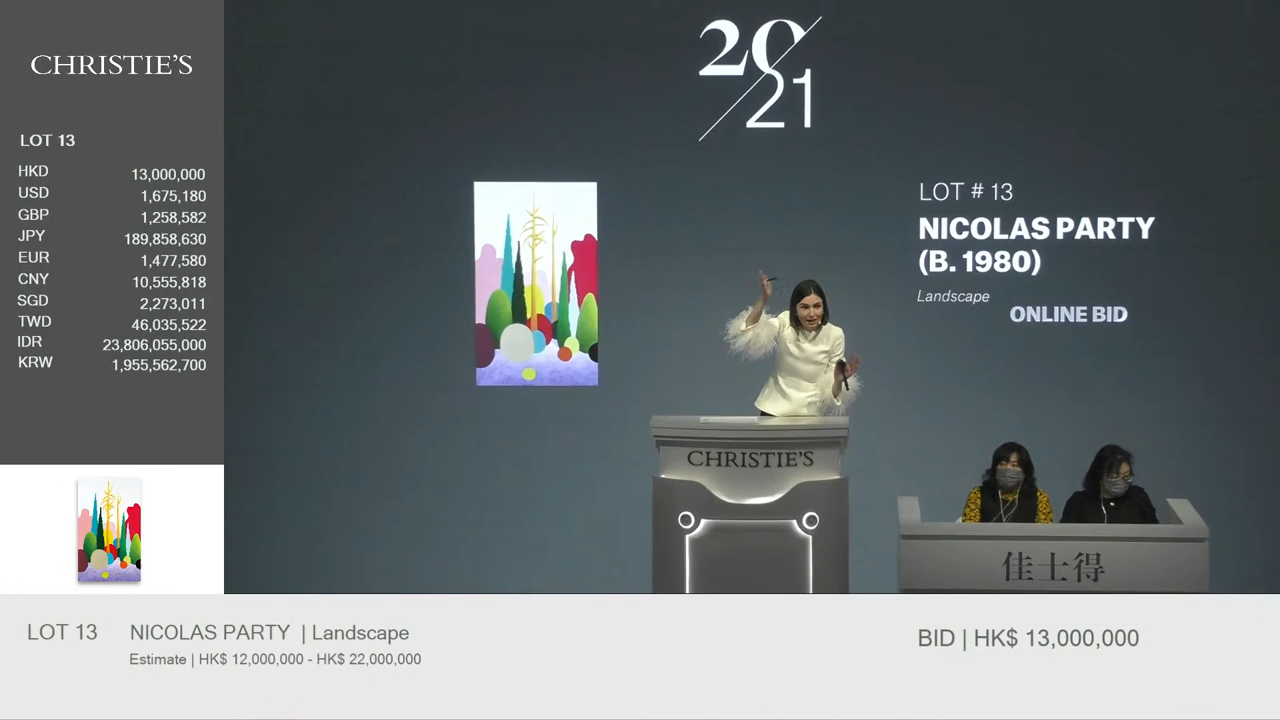 CHRISTIE'S
LOT 13
HKD 13,000,000
USD 1,675,180
GBP 1,258,582
JPY 189,858,630
EUR 1,477,580
CNY 10,555,818
SGD 2,273,011
TWD 46,035,522
IDR 23,806,055,000
KRW 1,955,562,700
20
21
LOT # 13
NICOLAS PARTY
(B. 1980)
Landscape
ONLINE BID
CHRISTIE'S
佳士得
LOT 13 NICOLAS PARTY | Landscape
Estimate | HK$ 12,000,000 - HK$ 22,000,000
BID | HK$ 13,000,000